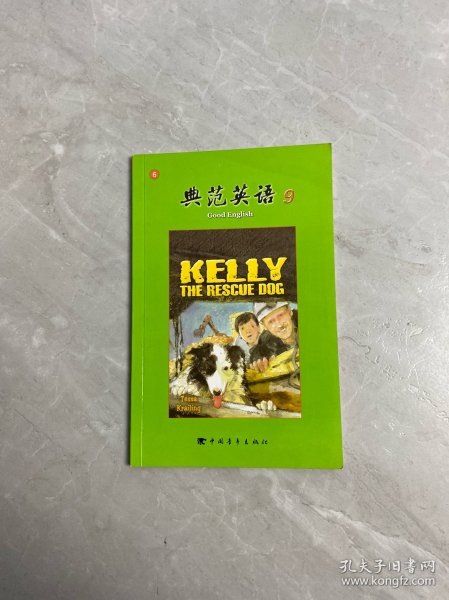 6
典范英语 9
Good English
KELLY
THE RESCUE DOG
Tessa
Krailing
中国青年出版社
孔夫子旧书网
www.kongfz.com